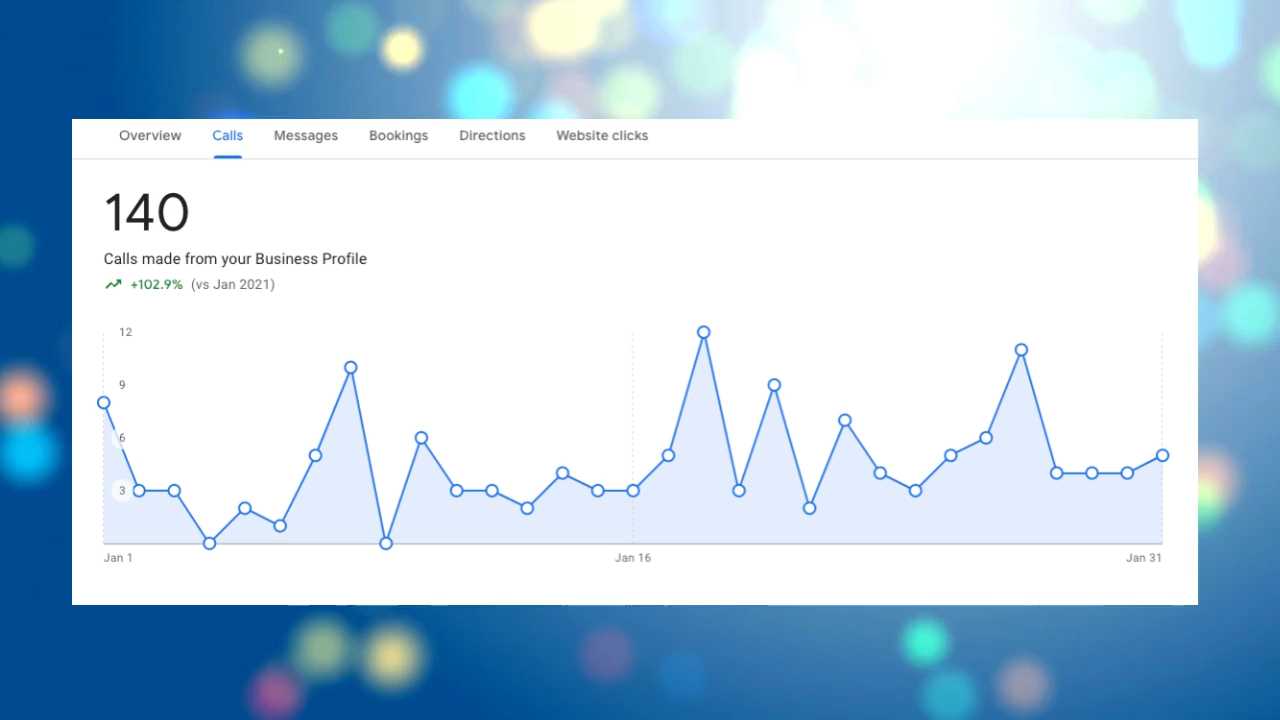 Overview Calls Messages Bookings Directions Website clicks
140
Calls made from your Business Profile
+102.9% (vs Jan 2021)
12
9
6
3
Jan 1 Jan 16 Jan 31